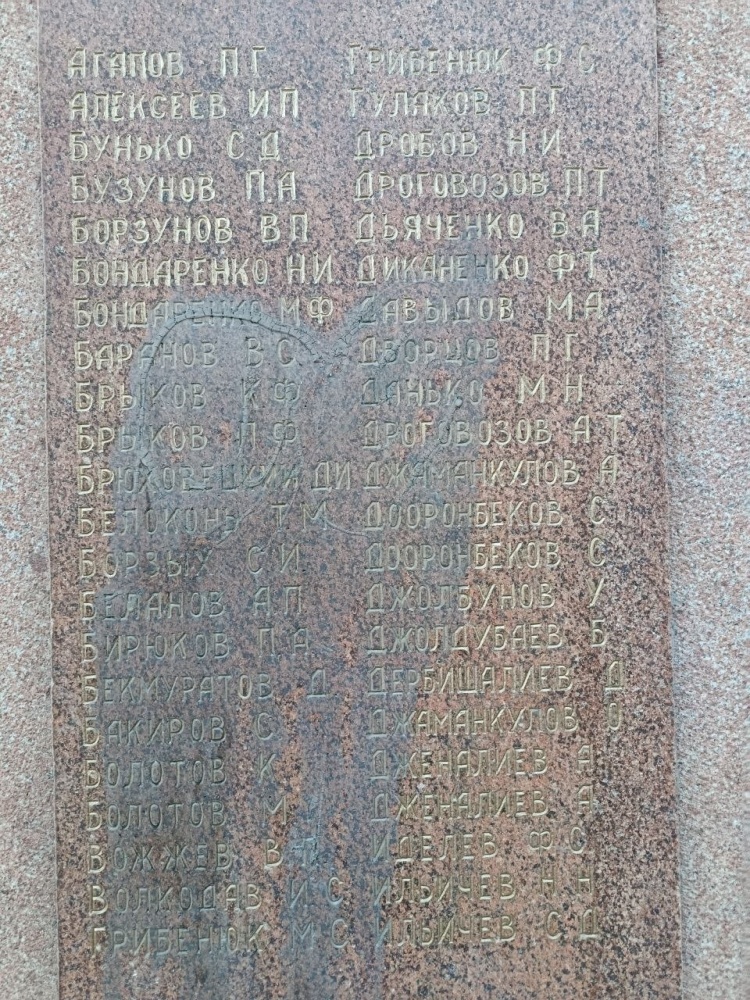 АГАПОВ П Г
АЛЕКСЕЕВ И П
БУНЬКО С Д
БУЗУНОВ П.А
БОРЗУНОВ В П
БОНДАРЕНКО Н И
БОНДАРЕНКО М Ф
БАРАНОВ В С
БРЫКОВ К Ф
БРЫКОВ П Ф
БРЮХОВЕЦКИЙ Д И
БЕЛОКОНЬ Т М
БОРЗЫХ С И
БЕЛАНОВ А П
БИРЮКОВ П А
БЕКМУРАТОВ Д
БАКИРОВ С
БОЛОТОВ К
БОЛОТОВ М
ВОЖЖЕВ В П
ВОЛКОДАВ И С
ГРИБЕНЮК М С
ГРИБЕНЮК Ф С
ГУЛАКОВ П Г
ДРОБОВ Н И
ДРОГОВОЗОВ П Т
ДЬЯЧЕНКО В А
ДИКАНЕНКО Ф Т
ДАВЫДОВ М А
ДВОРЦОВ П Г
ДАНЬКО М Н
ДРОГОВОЗОВ А Т
ДЖАМАНКУЛОВ А
ДООРОНБЕКОВ С
ДООРОНБЕКОВ С
ДЖОЛБУНОВ У
ДЖОЛДУБАЕВ Б
ДЕРБИШАЛИЕВ Д
ДЖАМАНКУЛОВ О
ДЖЕНАЛИЕВ А
ДЖЕНАЛИЕВ А
ИДЕЛЕВ Ф С
ИЛЬИЧЕВ Н Н
ИЛЬИЧЕВ С Д